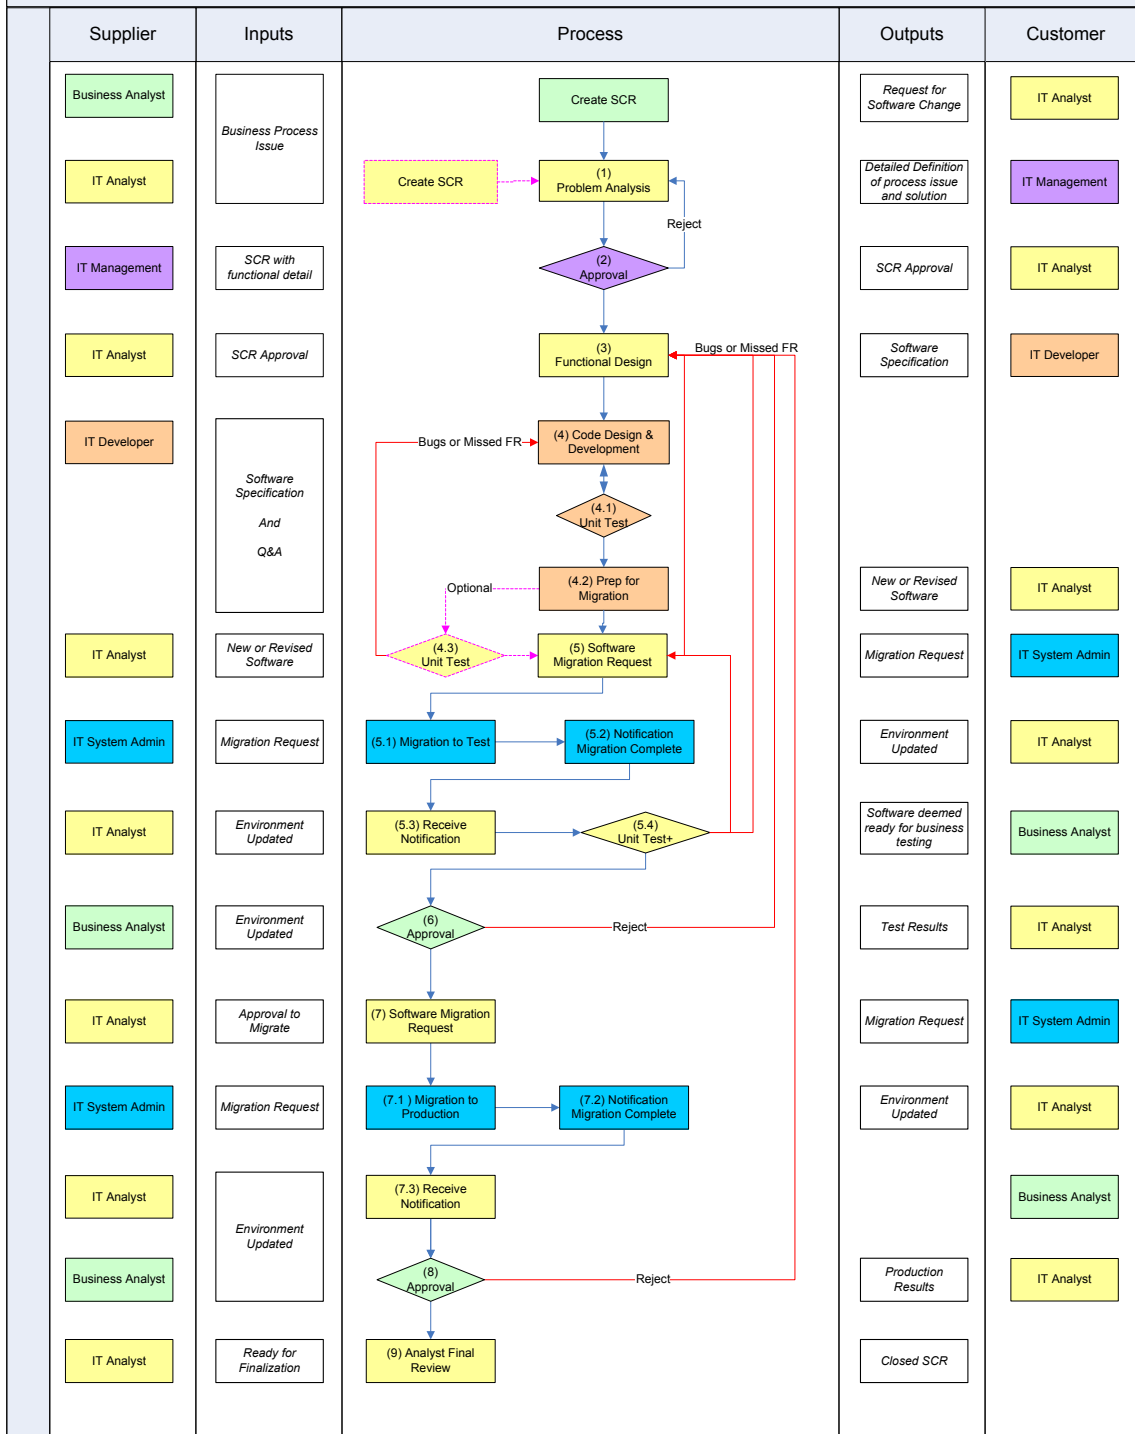 Supplier
Inputs
Process
Outputs
Customer
Business Analyst
Business Process
Issue
Create SCR
Request for
Software Change
IT Analyst
IT Analyst
Create SCR
(1)
Problem Analysis
Detailed Definition
of process issue
and solution
IT Management
Reject
IT Management
SCR with
functional detail
(2)
Approval
SCR Approval
IT Analyst
IT Analyst
SCR Approval
(3)
Functional Design
Bugs or Missed FR
Software
Specification
IT Developer
IT Developer
Software
Specification
And
Q&A
Bugs or Missed FR
(4) Code Design &
Development
(4.1)
Unit Test
Optional
(4.2) Prep for
Migration
New or Revised
Software
IT Analyst
IT Analyst
New or Revised
Software
(4.3)
Unit Test
(5) Software
Migration Request
Migration Request
IT System Admin
IT System Admin
Migration Request
(5.1) Migration to Test
(5.2) Notification
Migration Complete
Environment
Updated
IT Analyst
IT Analyst
Environment
Updated
(5.3) Receive
Notification
(5.4)
Unit Test+
Software deemed
ready for business
testing
Business Analyst
Business Analyst
Environment
Updated
(6)
Approval
Reject
Test Results
IT Analyst
IT Analyst
Approval to
Migrate
(7) Software Migration
Request
Migration Request
IT System Admin
IT System Admin
Migration Request
(7.1 ) Migration to
Production
(7.2) Notification
Migration Complete
Environment
Updated
IT Analyst
IT Analyst
Environment
Updated
(7.3) Receive
Notification
Business Analyst
Business Analyst
(8)
Approval
Reject
Production
Results
IT Analyst
IT Analyst
Ready for
Finalization
(9) Analyst Final
Review
Closed SCR